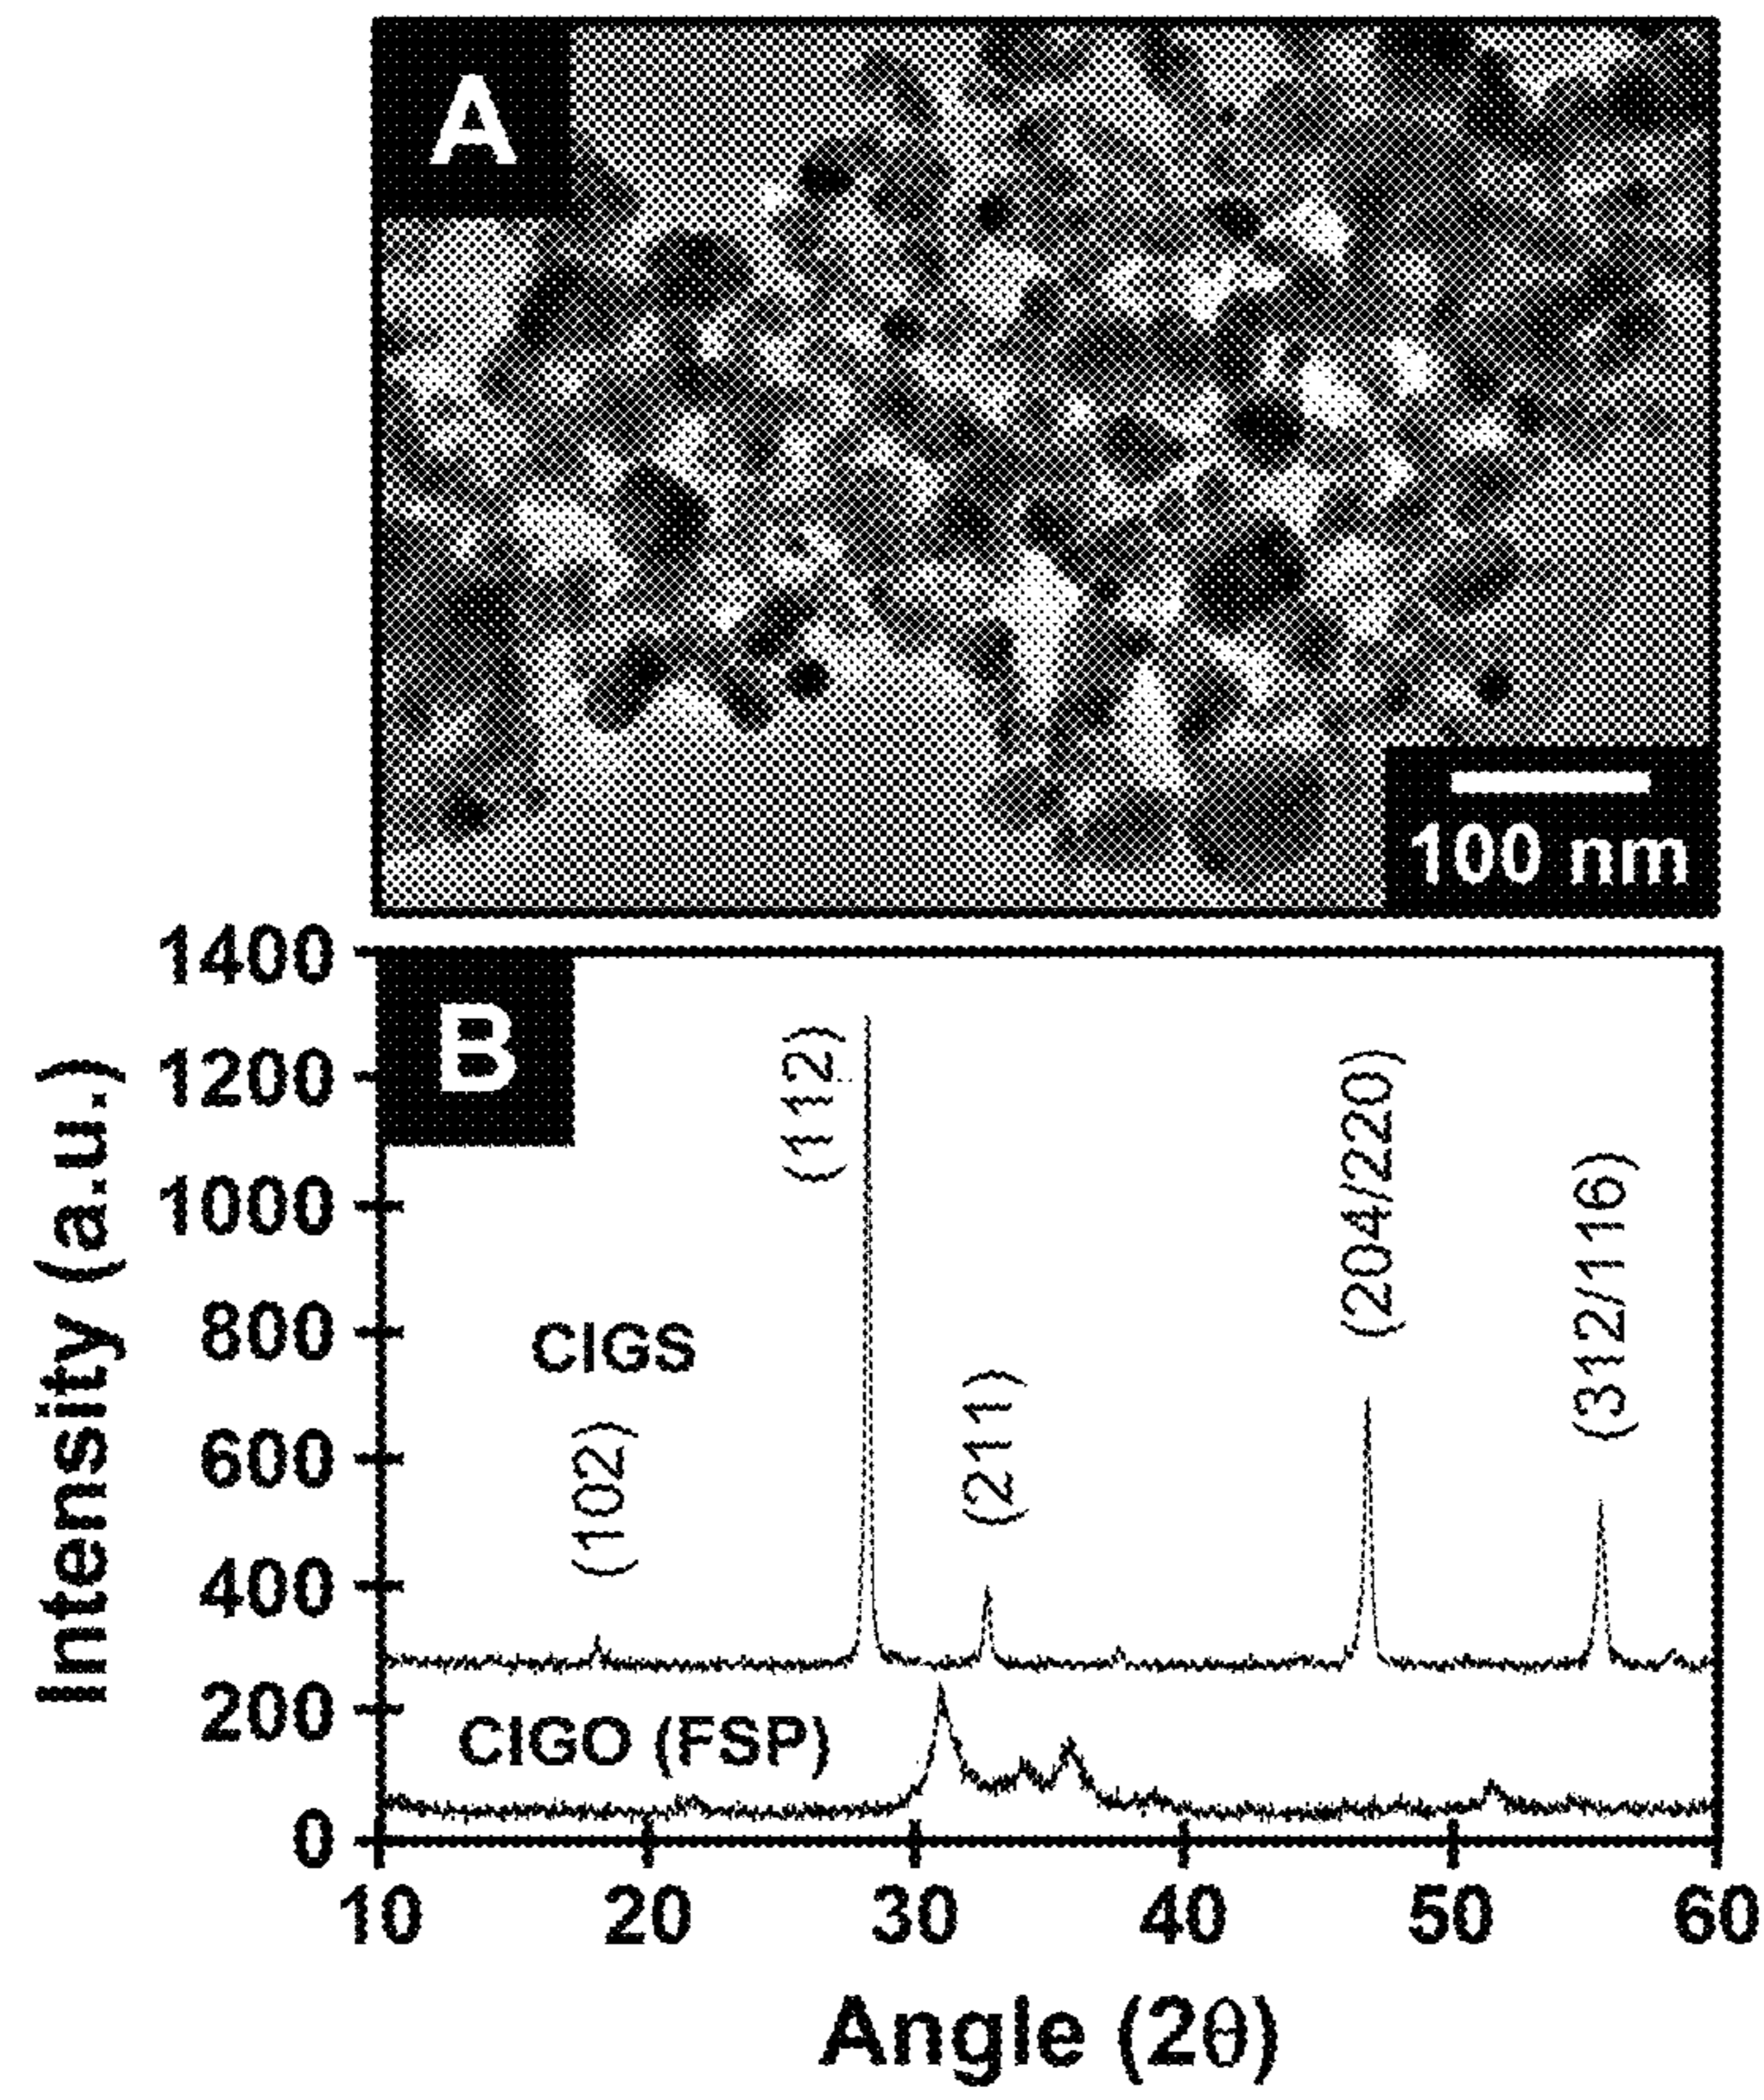 A
100 nm
B
Intensity (a.u.)
1400
1200
1000
800
600
400
200
0
(112)
(204/220)
(312/116)
CIGS
(211)
(102)
CIGO (FSP)
10 20 30 40 50 60
Angle (2θ)